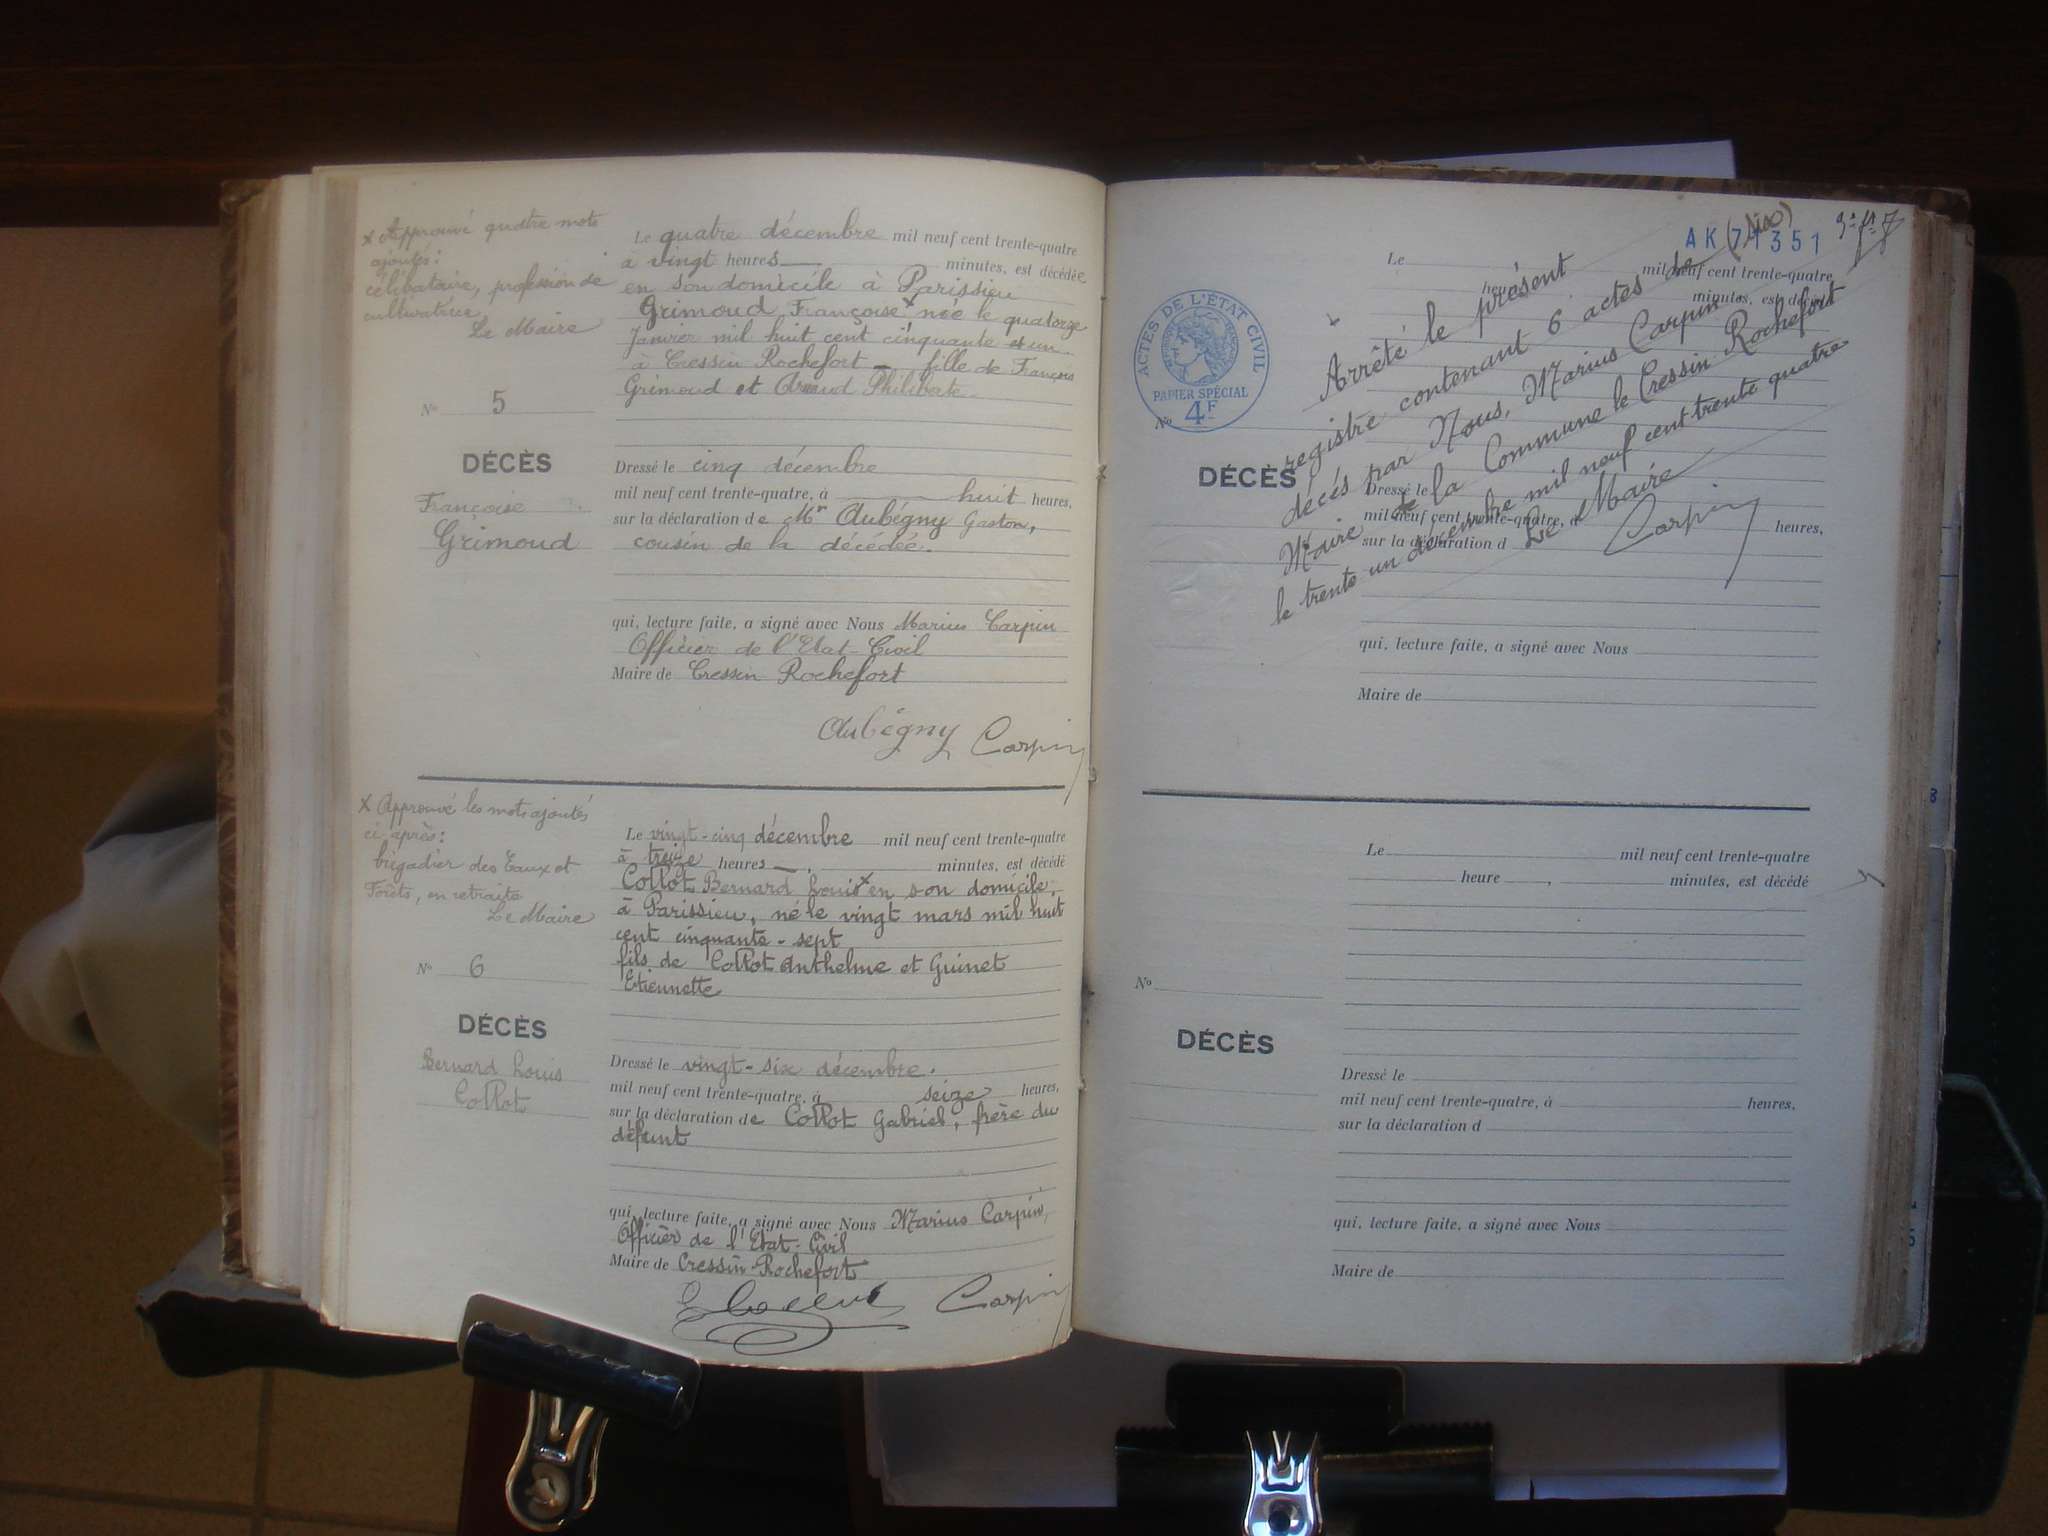 x Approuvé quatre mots
ajoutés:
célibataire, profession de
cultivatrice
Le Maire
No 5
DÉCÈS
Françoise
Grimoud
Le quatre décembre mil neuf cent trente-quatre
à vingt heures — , minutes, est décédée
en son domicile à Parissieu
Grimoud Françoise x née le quatorze
Janvier mil huit cent cinquante et un
à Cressin Rochefort — fille de François
Grimoud et Arnaud Philiberte.
Dressé le cinq décembre
mil neuf cent trente-quatre, à huit heures,
sur la déclaration de Mr Aubégny Gaston,
cousin de la décédée.
qui, lecture faite, a signé avec Nous Marius Carpin
Officier de l'Etat-Civil
Maire de Cressin Rochefort
Aubégny Carpin
x Approuvé les mots ajoutés
ci après:
brigadier des Eaux et
Forêts, en retraite
Le Maire
No 6
DÉCÈS
Bernard Louis
Collot
Le vingt-cinq décembre mil neuf cent trente-quatre
à treize heures — , minutes, est décédé
Collot Bernard Louis x en son domicile,
à Parissieu, né le vingt mars mil huit
cent cinquante-sept
fils de Collot Anthelme et Guinet
Etiennette
Dressé le vingt-six décembre.
mil neuf cent trente-quatre, à seize heures,
sur la déclaration de Collot Gabriel, frère du
défunt
qui, lecture faite, a signé avec Nous Marius Carpin,
Officier de l'Etat-Civil
Maire de Cressin-Rochefort
Carpin
AK 71351
ACTES DE L'ÉTAT CIVIL
PAPIER SPÉCIAL
4F
Le mil neuf cent trente-quatre
heure , minutes, est décédé
No
DÉCÈS
Dressé le
mil neuf cent trente-quatre, à heures,
sur la déclaration d
qui, lecture faite, a signé avec Nous
Maire de
(six)
Arrêté le présent
registre contenant 6 actes de
décés par Nous, Marius Carpin
Maire de la Commune de Cressin Rochefort
le trente un décembre mil neuf cent trente quatre
Le Maire
Carpin
Le mil neuf cent trente-quatre
heure , minutes, est décédé
No
DÉCÈS
Dressé le
mil neuf cent trente-quatre, à heures,
sur la déclaration d
qui, lecture faite, a signé avec Nous
Maire de